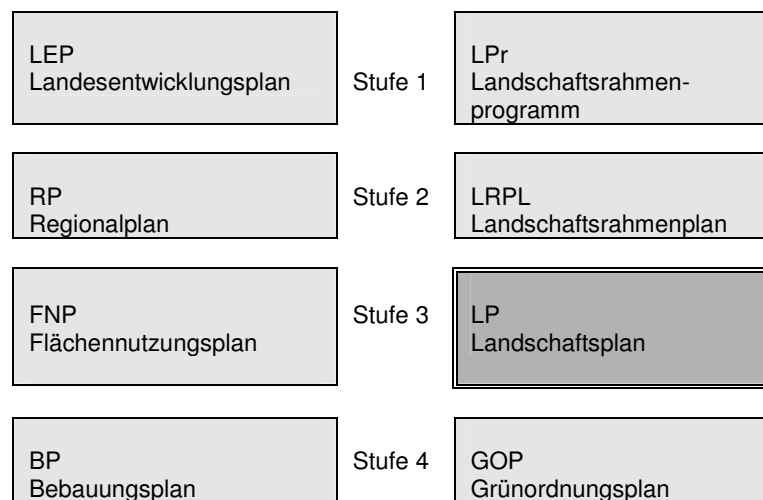 LEP
Landesentwicklungsplan
Stufe 1
LPr
Landschaftsrahmen-
programm
RP
Regionalplan
Stufe 2
LRPL
Landschaftsrahmenplan
FNP
Flächennutzungsplan
Stufe 3
LP
Landschaftsplan
BP
Bebauungsplan
Stufe 4
GOP
Grünordnungsplan